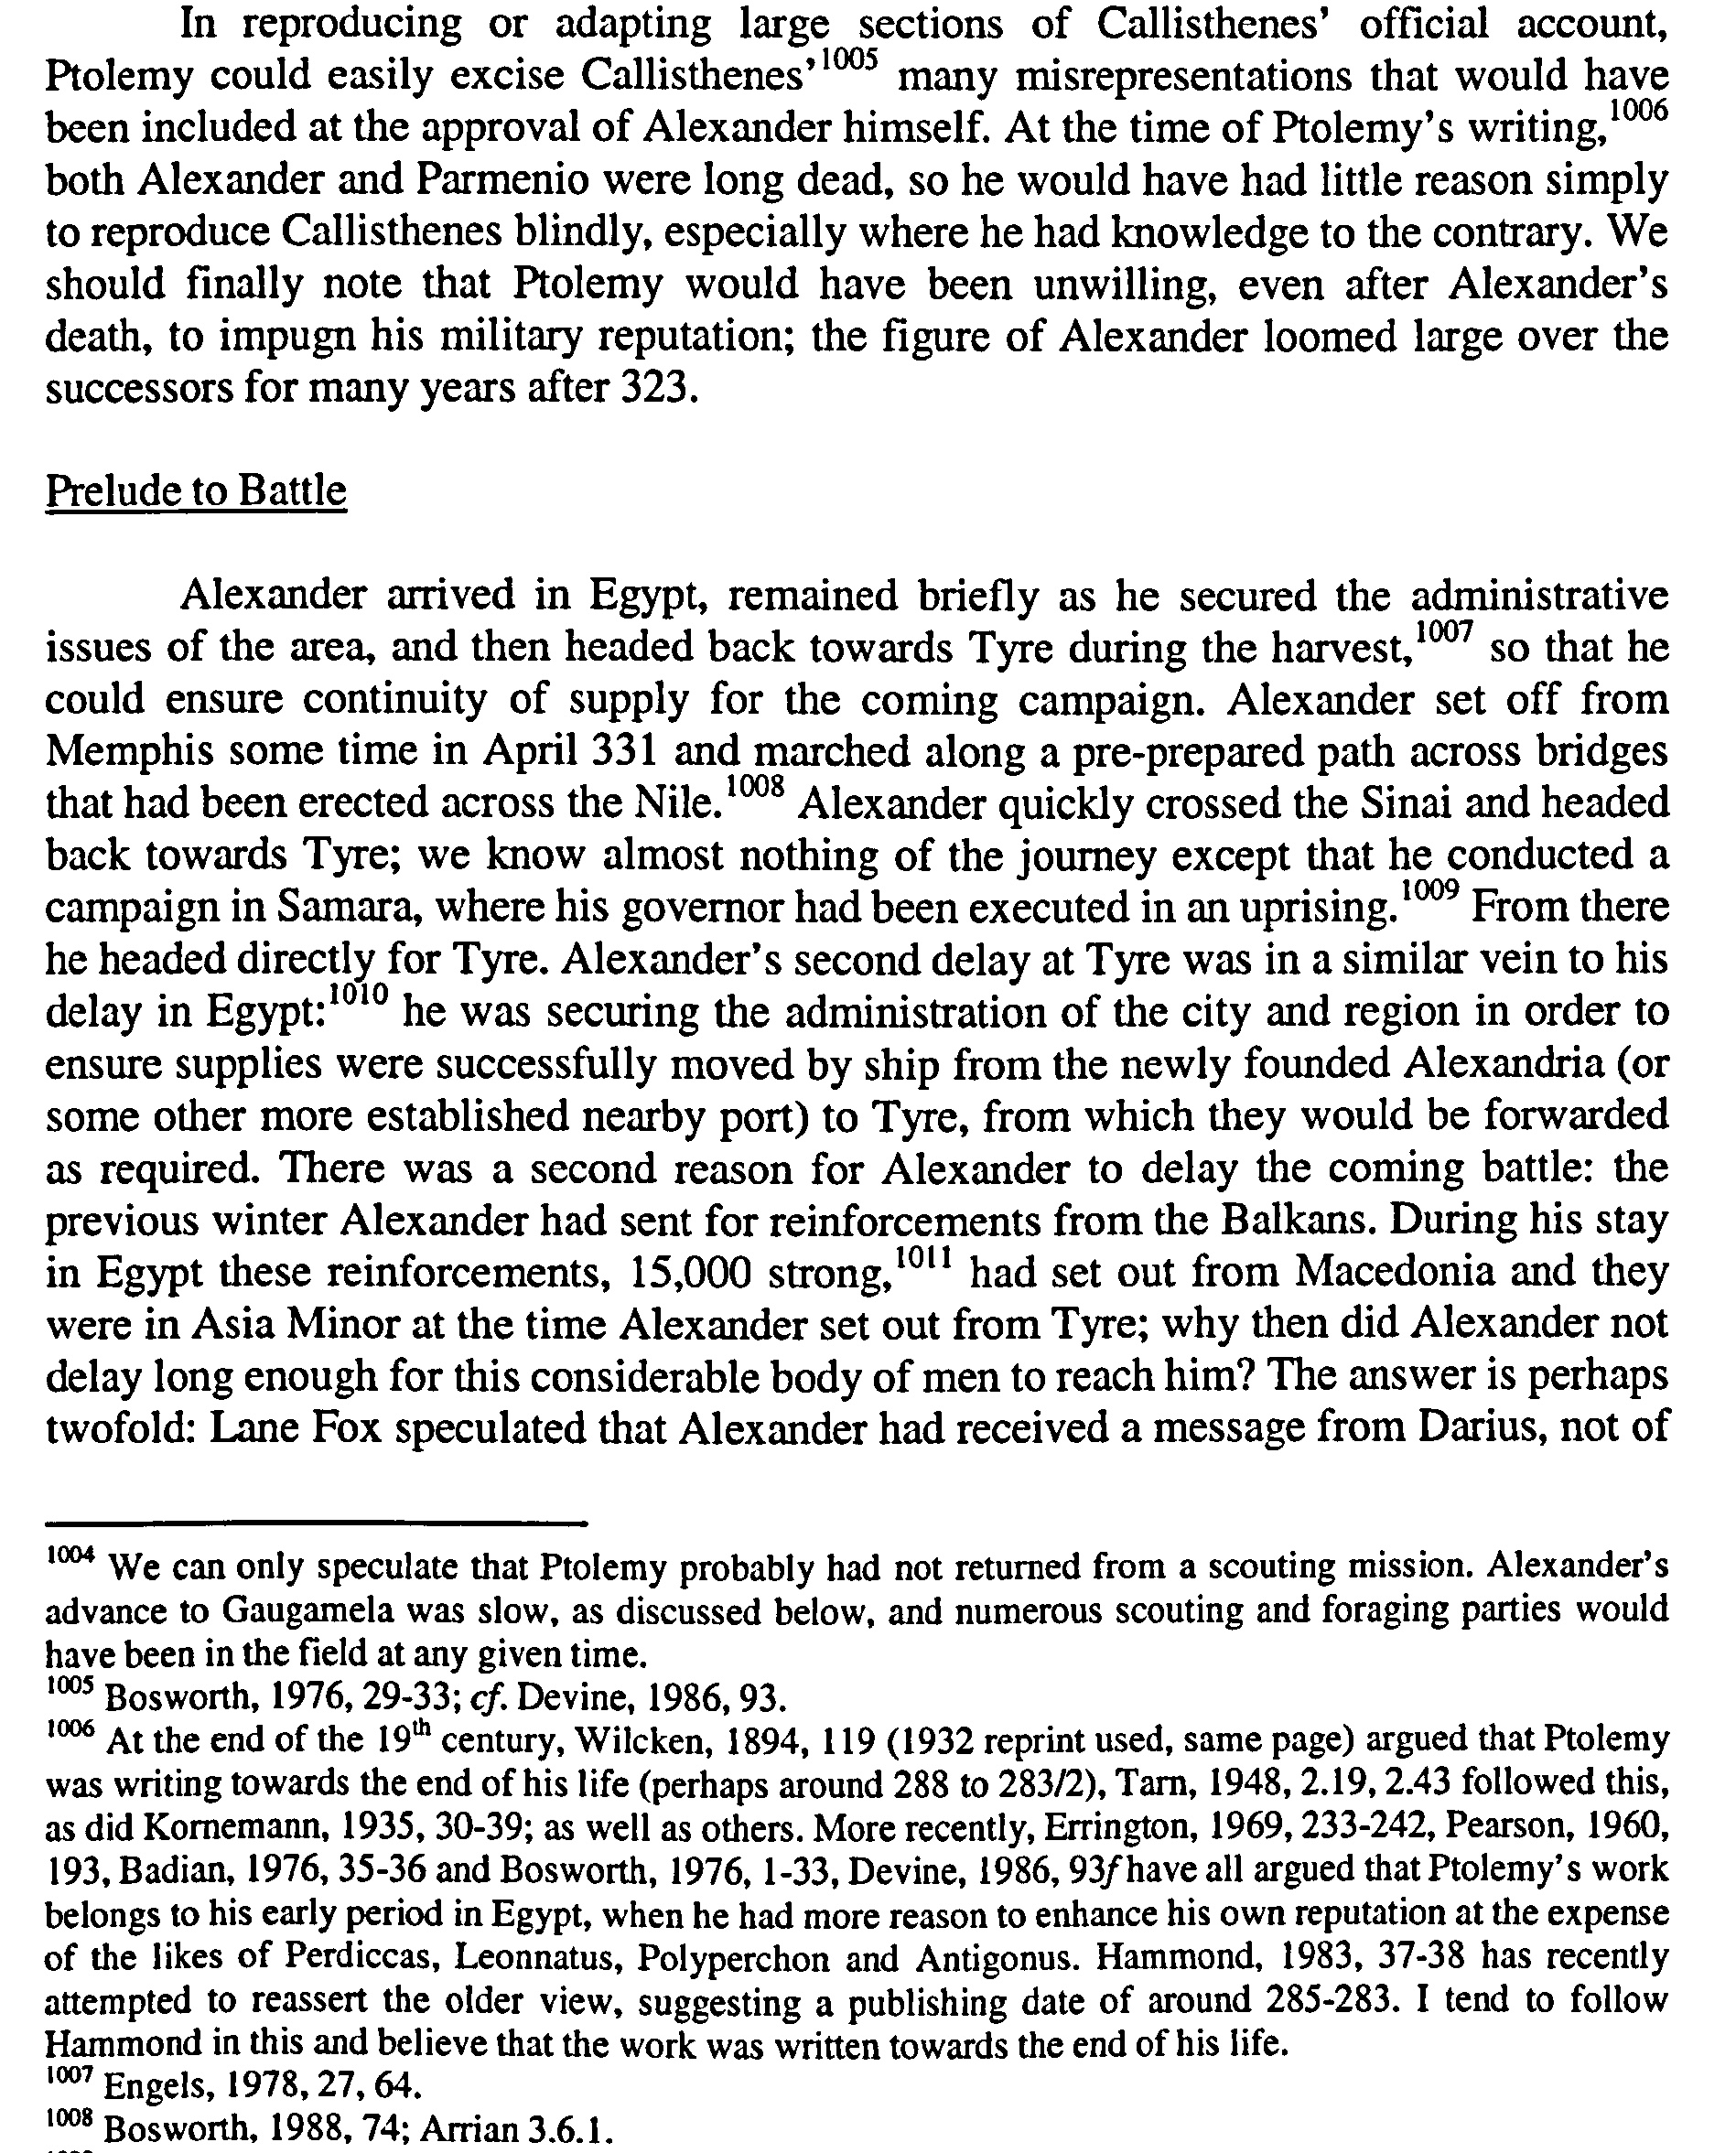 In reproducing or adapting large sections of Callisthenes' official account,
Ptolemy could easily excise Callisthenes'1005 many misrepresentations that would have
been included at the approval of Alexander himself. At the time of Ptolemy's writing,1006
both Alexander and Parmenio were long dead, so he would have had little reason simply
to reproduce Callisthenes blindly, especially where he had knowledge to the contrary. We
should finally note that Ptolemy would have been unwilling, even after Alexander's
death, to impugn his military reputation; the figure of Alexander loomed large over the
successors for many years after 323.
Prelude to Battle
Alexander arrived in Egypt, remained briefly as he secured the administrative
issues of the area, and then headed back towards Tyre during the harvest,1007 so that he
could ensure continuity of supply for the coming campaign. Alexander set off from
Memphis some time in April 331 and marched along a pre-prepared path across bridges
that had been erected across the Nile.1008 Alexander quickly crossed the Sinai and headed
back towards Tyre; we know almost nothing of the journey except that he conducted a
campaign in Samara, where his governor had been executed in an uprising.1009 From there
he headed directly for Tyre. Alexander's second delay at Tyre was in a similar vein to his
delay in Egypt:1010 he was securing the administration of the city and region in order to
ensure supplies were successfully moved by ship from the newly founded Alexandria (or
some other more established nearby port) to Tyre, from which they would be forwarded
as required. There was a second reason for Alexander to delay the coming battle: the
previous winter Alexander had sent for reinforcements from the Balkans. During his stay
in Egypt these reinforcements, 15,000 strong,1011 had set out from Macedonia and they
were in Asia Minor at the time Alexander set out from Tyre; why then did Alexander not
delay long enough for this considerable body of men to reach him? The answer is perhaps
twofold: Lane Fox speculated that Alexander had received a message from Darius, not of
1004 We can only speculate that Ptolemy probably had not returned from a scouting mission. Alexander's
advance to Gaugamela was slow, as discussed below, and numerous scouting and foraging parties would
have been in the field at any given time.
1005 Bosworth, 1976, 29-33; cf. Devine, 1986, 93.
1006 At the end of the 19th century, Wilcken, 1894, 119 (1932 reprint used, same page) argued that Ptolemy
was writing towards the end of his life (perhaps around 288 to 283/2), Tarn, 1948, 2.19, 2.43 followed this,
as did Kornemann, 1935, 30-39; as well as others. More recently, Errington, 1969, 233-242, Pearson, 1960,
193, Badian, 1976, 35-36 and Bosworth, 1976, 1-33, Devine, 1986, 93f have all argued that Ptolemy's work
belongs to his early period in Egypt, when he had more reason to enhance his own reputation at the expense
of the likes of Perdiccas, Leonnatus, Polyperchon and Antigonus. Hammond, 1983, 37-38 has recently
attempted to reassert the older view, suggesting a publishing date of around 285-283. I tend to follow
Hammond in this and believe that the work was written towards the end of his life.
1007 Engels, 1978, 27, 64.
1008 Bosworth, 1988, 74; Arrian 3.6.1.